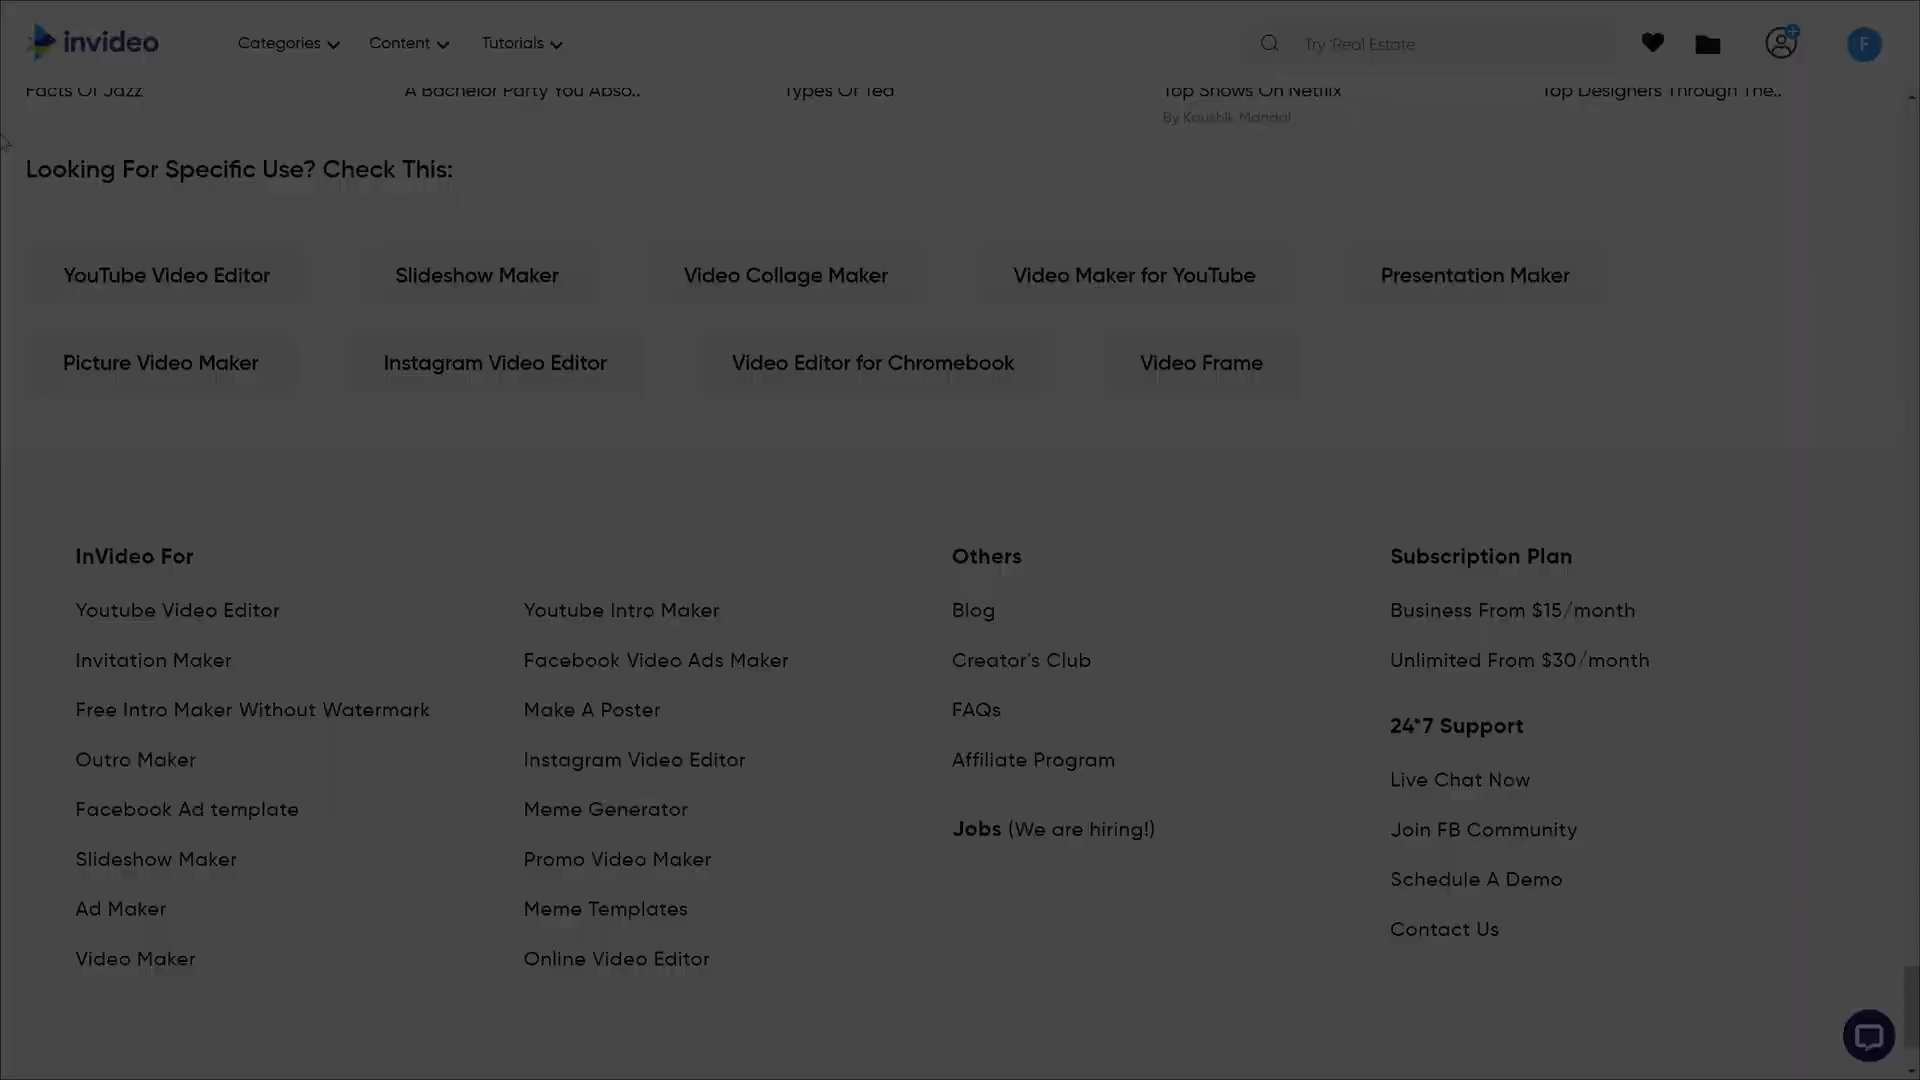 invideo
Categories
Content
Tutorials
Try 'Real Estate
F
Facts Of Jazz
A Bachelor Party You Abso..
Types Of Tea
Top Shows On Netflix
Top Designers Through The..
By Kaushik Mandal
Looking For Specific Use? Check This:
YouTube Video Editor
Slideshow Maker
Video Collage Maker
Video Maker for YouTube
Presentation Maker
Picture Video Maker
Instagram Video Editor
Video Editor for Chromebook
Video Frame
InVideo For
Youtube Video Editor
Invitation Maker
Free Intro Maker Without Watermark
Outro Maker
Facebook Ad template
Slideshow Maker
Ad Maker
Video Maker
Youtube Intro Maker
Facebook Video Ads Maker
Make A Poster
Instagram Video Editor
Meme Generator
Promo Video Maker
Meme Templates
Online Video Editor
Others
Blog
Creator's Club
FAQs
Affiliate Program
Jobs (We are hiring!)
Subscription Plan
Business From $15/month
Unlimited From $30/month
24*7 Support
Live Chat Now
Join FB Community
Schedule A Demo
Contact Us